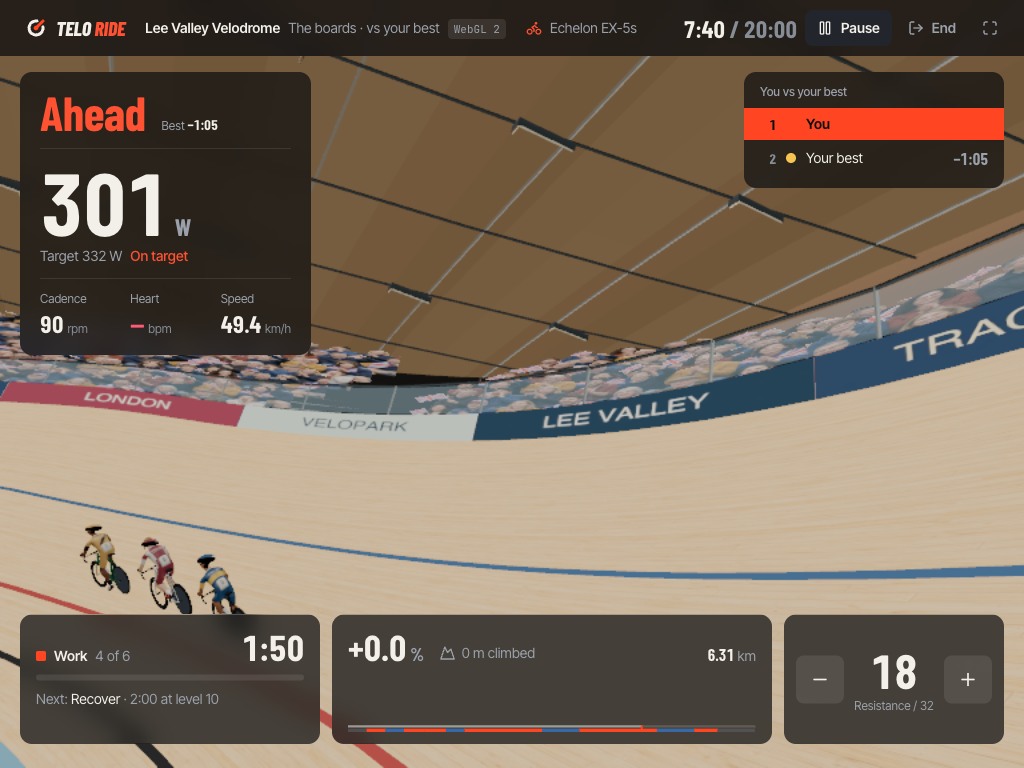 TELO RIDE Lee Valley Velodrome The boards · vs your best WebGL 2 Echelon EX-5s 7:40 / 20:00 Pause End
Ahead Best −1:05
301 W
Target 332 W On target
Cadence Heart Speed
90 rpm – bpm 49.4 km/h
You vs your best
1 You
2 Your best −1:05
LONDON VELOPARK LEE VALLEY TRAC
Work 4 of 6 1:50
Next: Recover · 2:00 at level 10
+0.0 % 0 m climbed 6.31 km
− 18 +
Resistance / 32